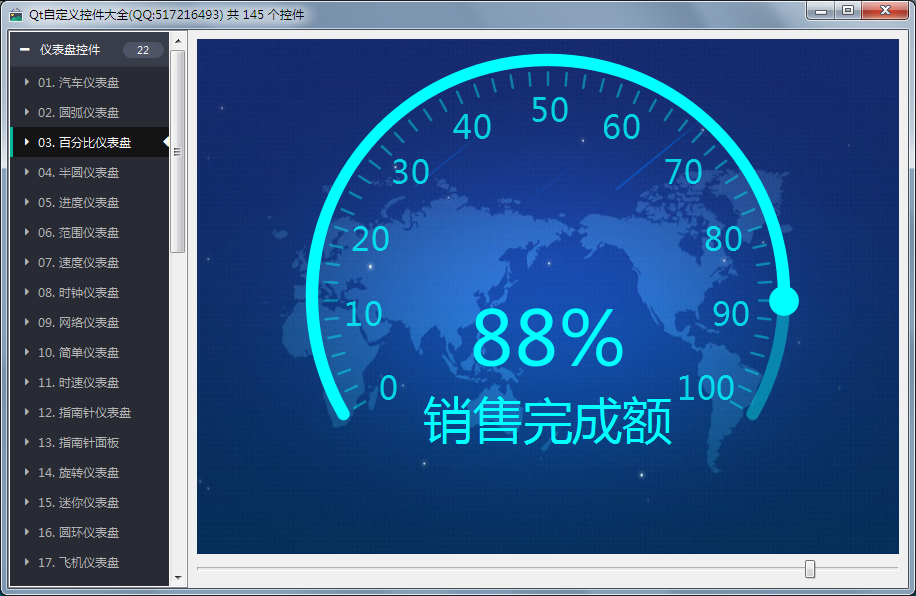 Qt自定义控件大全(QQ:517216493) 共 145 个控件
仪表盘控件 22
01. 汽车仪表盘
02. 圆弧仪表盘
03. 百分比仪表盘
04. 半圆仪表盘
05. 进度仪表盘
06. 范围仪表盘
07. 速度仪表盘
08. 时钟仪表盘
09. 网络仪表盘
10. 简单仪表盘
11. 时速仪表盘
12. 指南针仪表盘
13. 指南针面板
14. 旋转仪表盘
15. 迷你仪表盘
16. 圆环仪表盘
17. 飞机仪表盘
0
10
20
30
40
50
60
70
80
90
100
88%
销售完成额